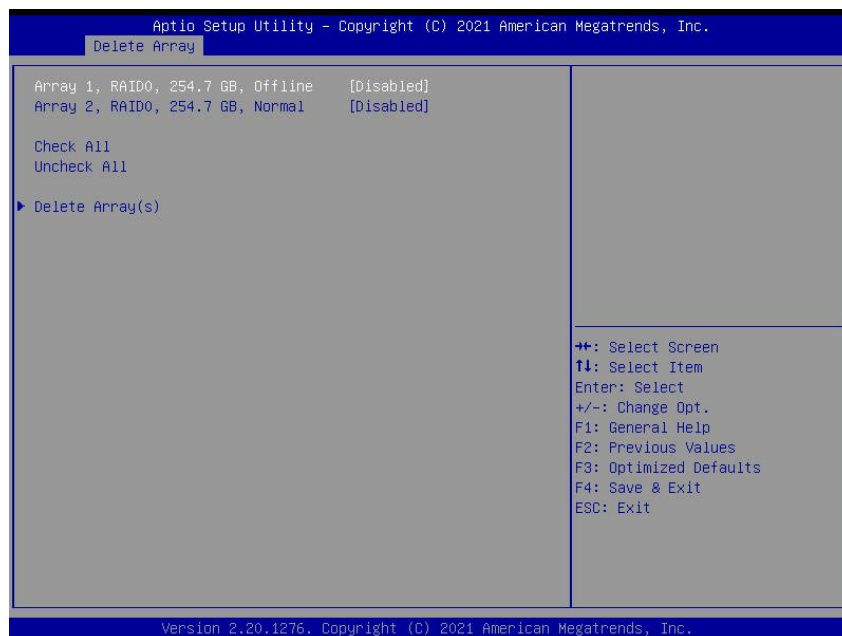 Aptio Setup Utility – Copyright (C) 2021 American Megatrends, Inc.
Delete Array
Array 1, RAID0, 254.7 GB, Offline [Disabled]
Array 2, RAID0, 254.7 GB, Normal [Disabled]
Check All
Uncheck All
▶ Delete Array(s)
→←: Select Screen
↑↓: Select Item
Enter: Select
+/-: Change Opt.
F1: General Help
F2: Previous Values
F3: Optimized Defaults
F4: Save & Exit
ESC: Exit
Version 2.20.1276. Copyright (C) 2021 American Megatrends, Inc.